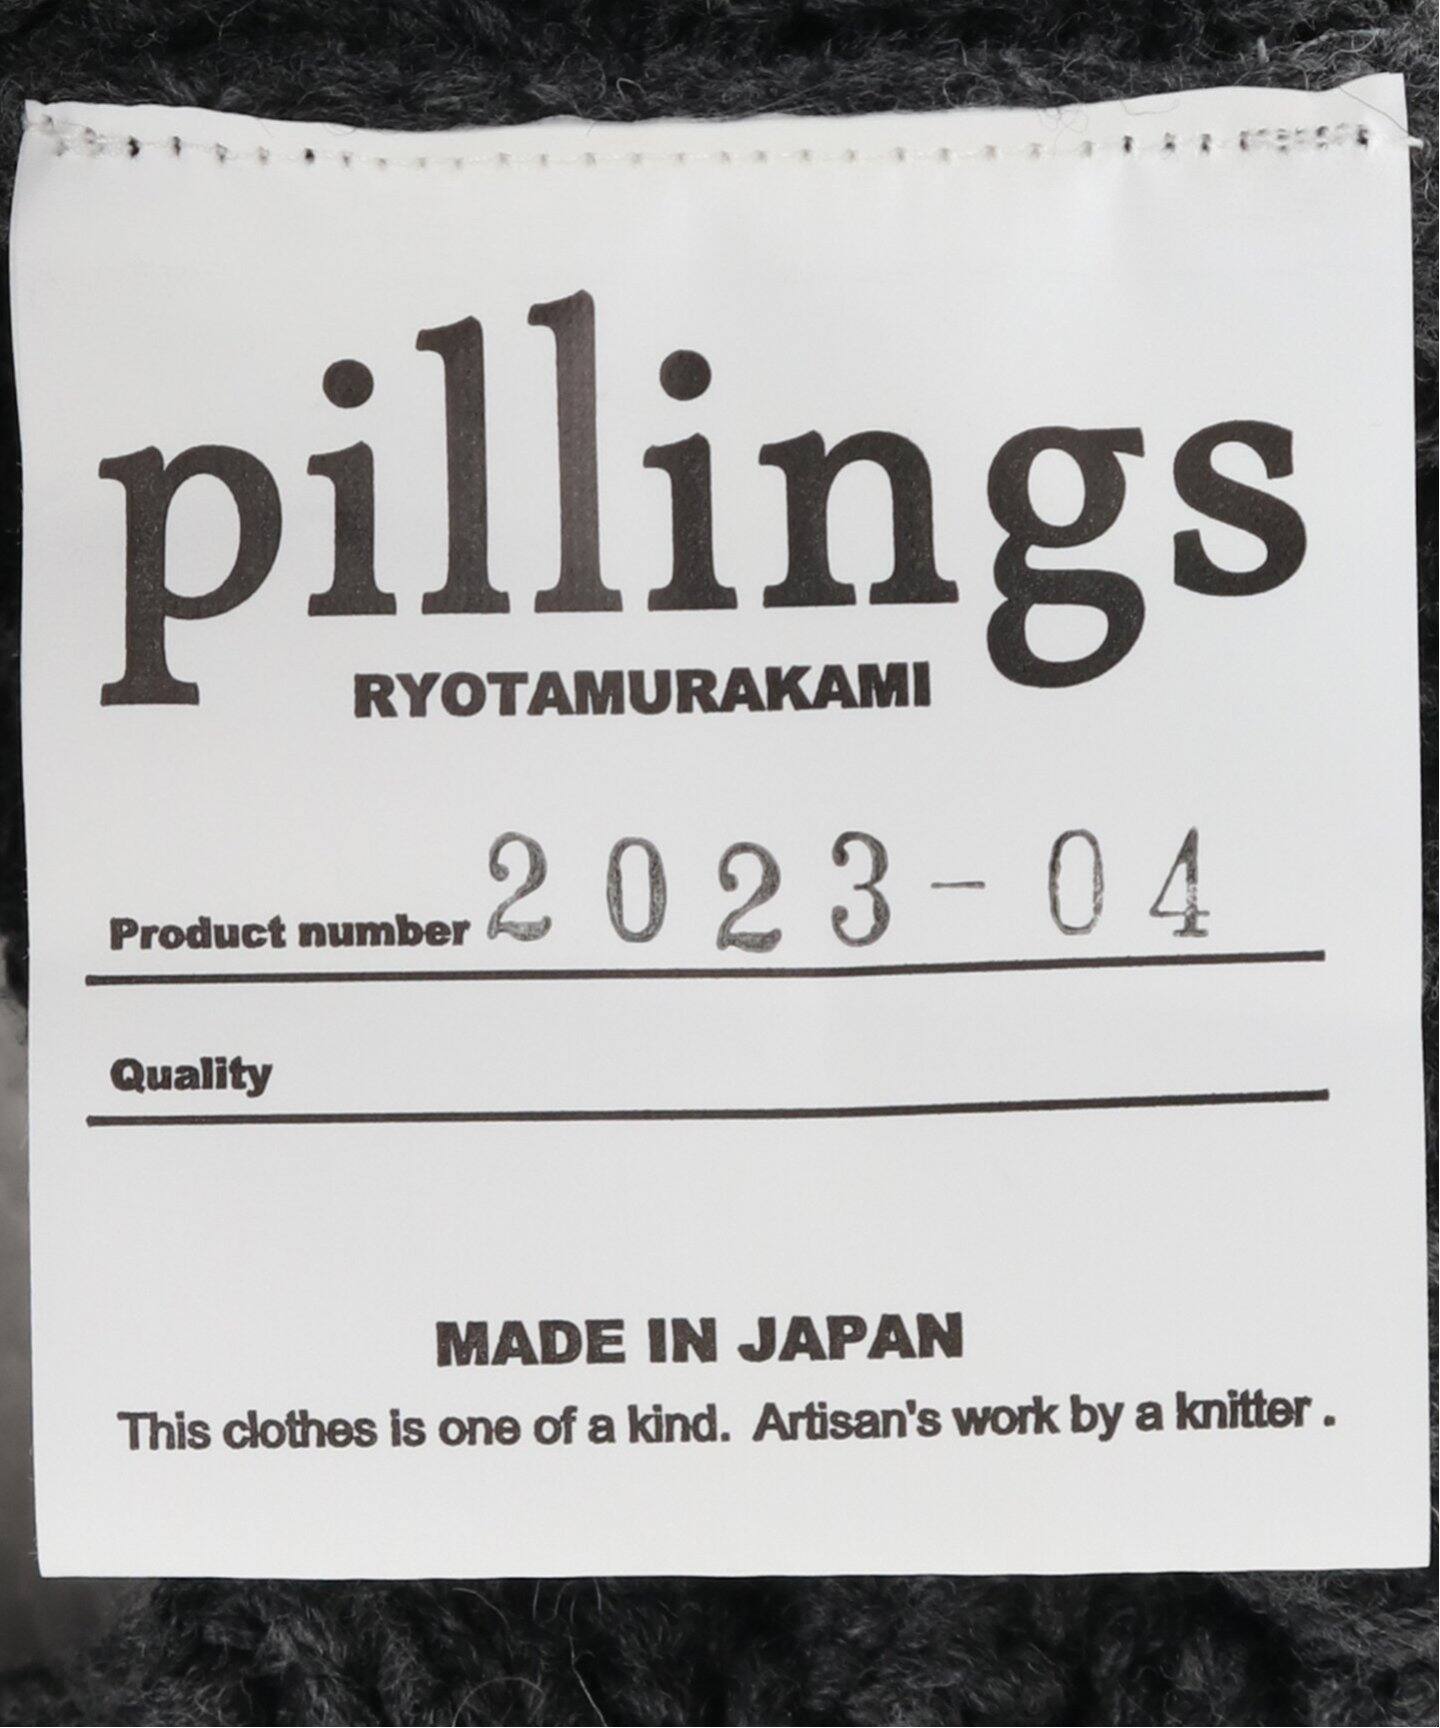 pillings
RYOTAMURAKAMI
Product number 2023-04
Quality
MADE IN JAPAN
This clothes is one of a kind. Artisan's work by a knitter .